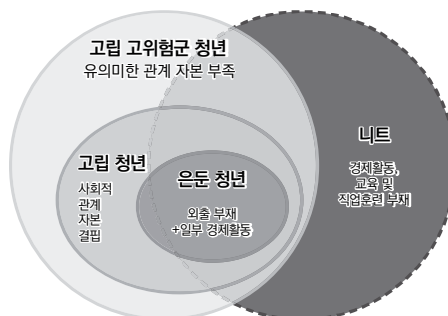 고립 고위험군 청년
유의미한 관계 자본 부족
고립 청년
사회적
관계
자본
결핍
은둔 청년
외출 부재
+일부 경제활동
니트
경제활동,
교육 및
직업훈련 부재